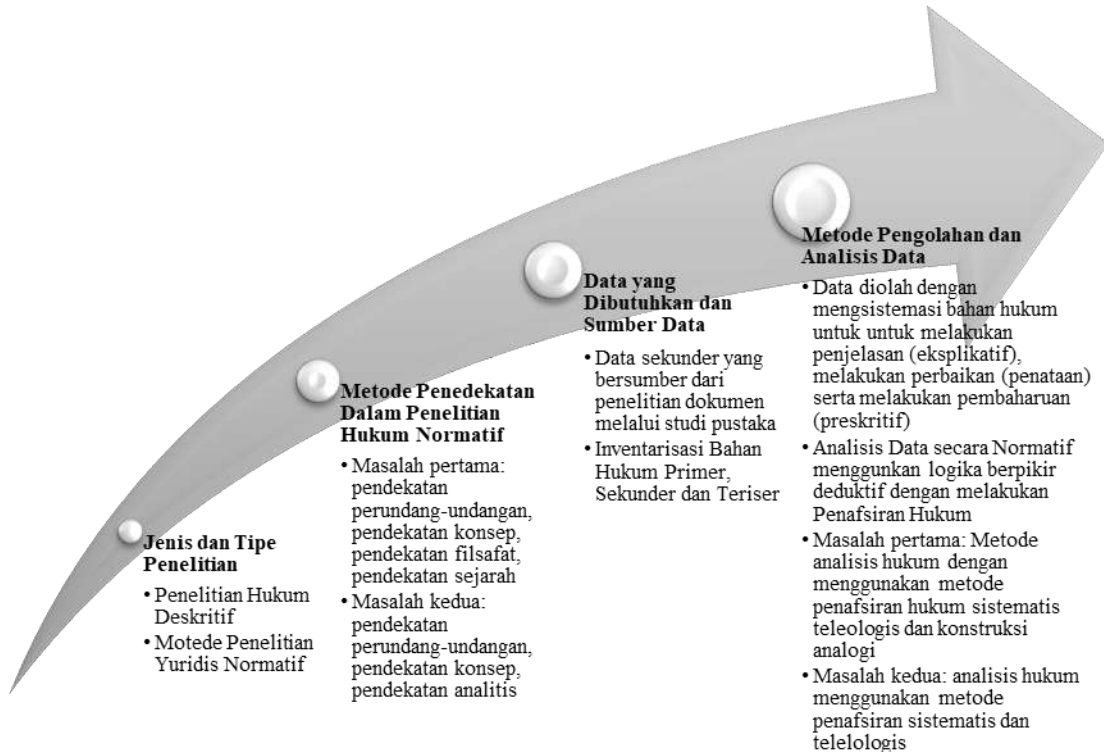 Jenis dan Tipe
Penelitian
• Penelitian Hukum
Deskritif
• Motede Penelitian
Yuridis Normatif
Metode Penedekatan
Dalam Penelitian
Hukum Normatif
• Masalah pertama:
pendekatan
perundang-undangan,
pendekatan konsep,
pendekatan filsafat,
pendekatan sejarah
• Masalah kedua:
pendekatan
perundang-undangan,
pendekatan konsep,
pendekatan analitis
Data yang
Dibutuhkan dan
Sumber Data
• Data sekunder yang
bersumber dari
penelitian dokumen
melalui studi pustaka
• Inventarisasi Bahan
Hukum Primer,
Sekunder dan Teriser
Metode Pengolahan dan
Analisis Data
• Data diolah dengan
mengsistemasi bahan hukum
untuk untuk melakukan
penjelasan (eksplikatif),
melakukan perbaikan (penataan)
serta melakukan pembaharuan
(preskritif)
• Analisis Data secara Normatif
menggunkan logika berpikir
deduktif dengan melakukan
Penafsiran Hukum
• Masalah pertama: Metode
analisis hukum dengan
menggunakan metode
penafsiran hukum sistematis
teleologis dan konstruksi
analogi
• Masalah kedua: analisis hukum
menggunakan metode
penafsiran sistematis dan
telelologis